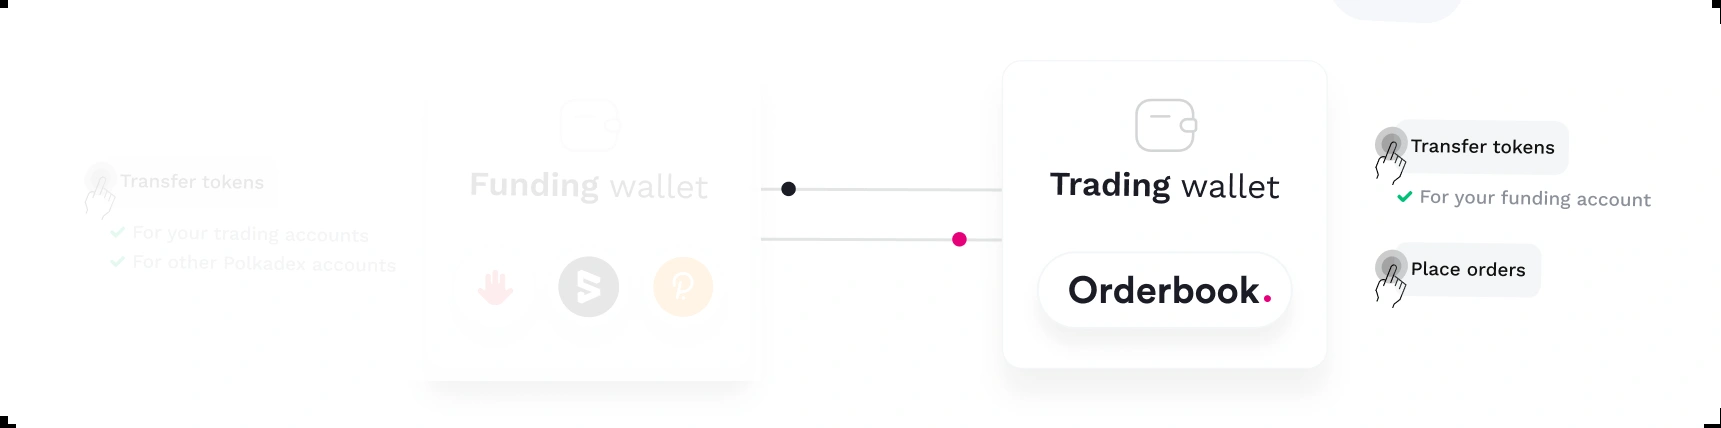 Transfer tokens
For your trading accounts
For other Polkadex accounts
Funding wallet
Trading wallet
Orderbook.
Transfer tokens
For your funding account
Place orders